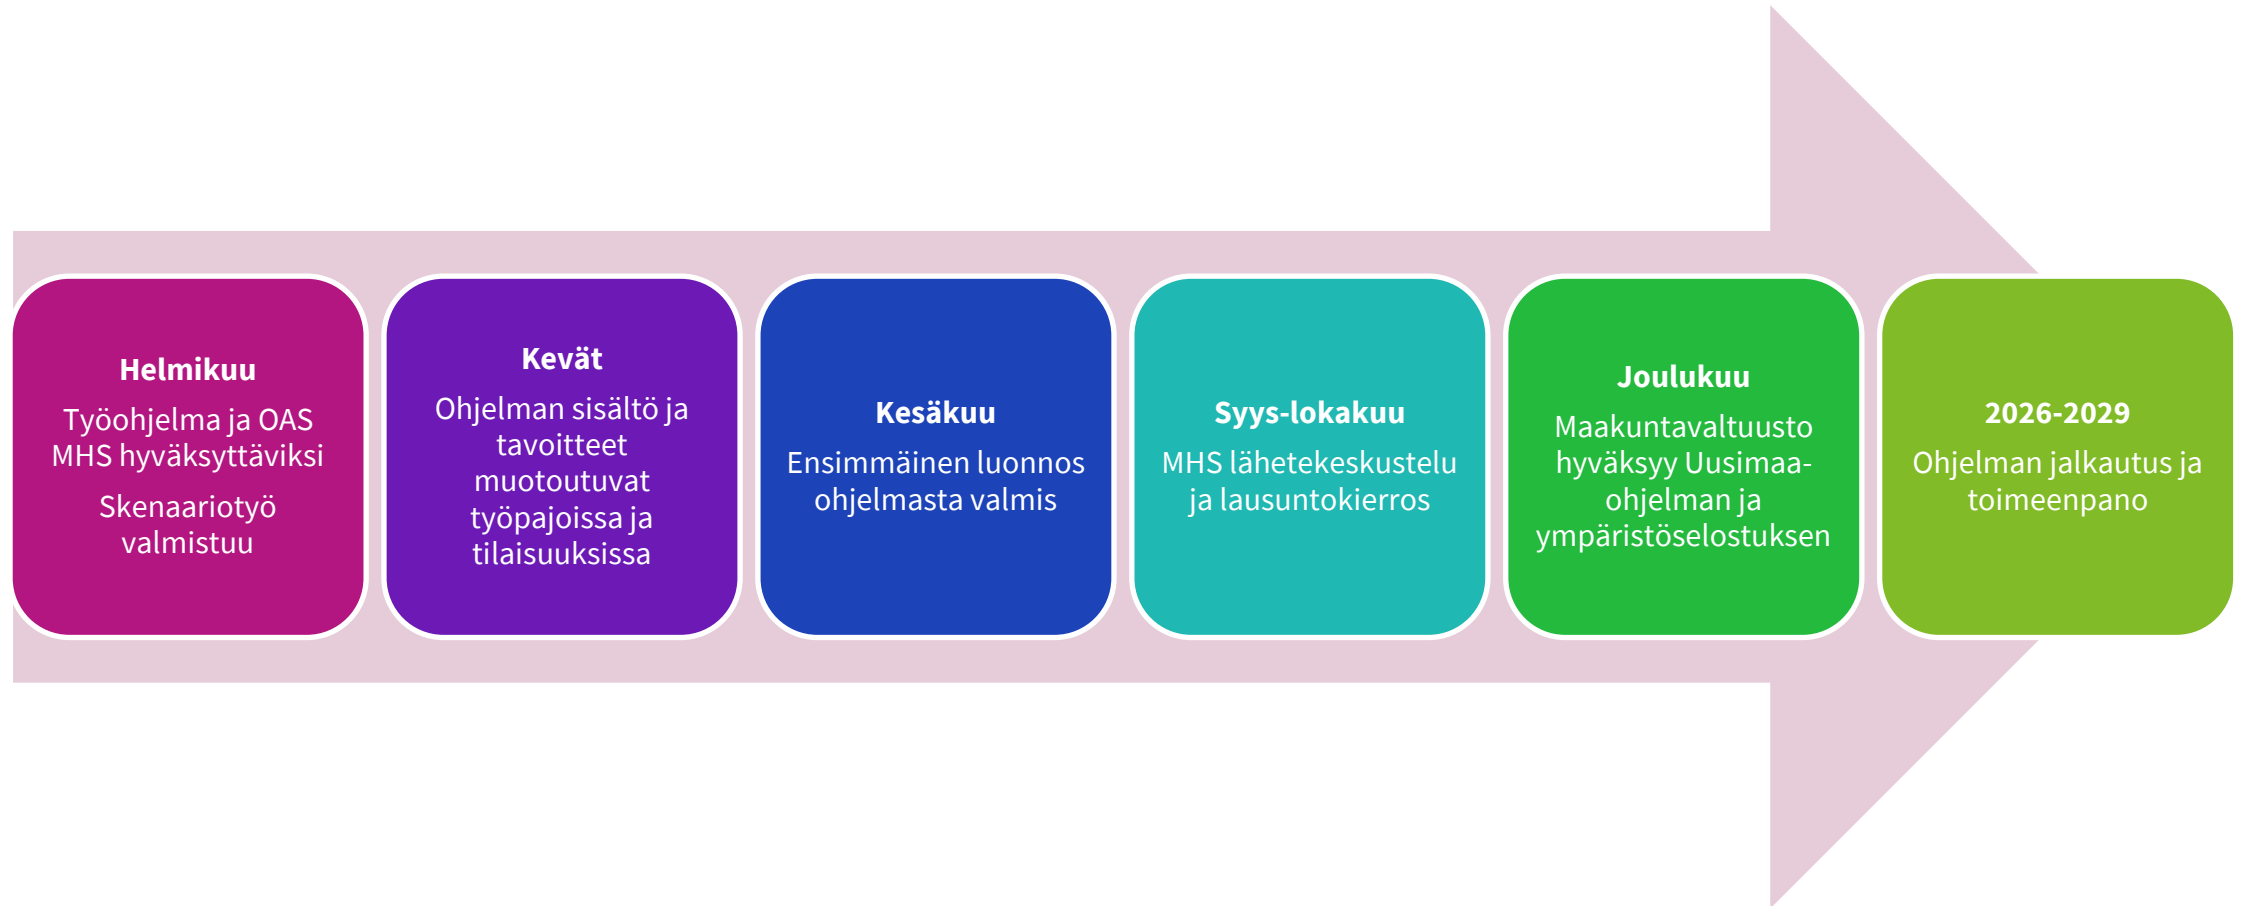 Helmikuu
Työohjelma ja OAS
MHS hyväksyttäviksi
Skenaariotyö
valmistuu
Kevät
Ohjelman sisältö ja
tavoitteet
muotoutuvat
työpajoissa ja
tilaisuuksissa
Kesäkuu
Ensimmäinen luonnos
ohjelmasta valmis
Syys-lokakuu
MHS lähetekeskustelu
ja lausuntokierros
Joulukuu
Maakuntavaltuusto
hyväksyy Uusimaa-
ohjelman ja
ympäristöselostuksen
2026-2029
Ohjelman jalkautus ja
toimeenpano